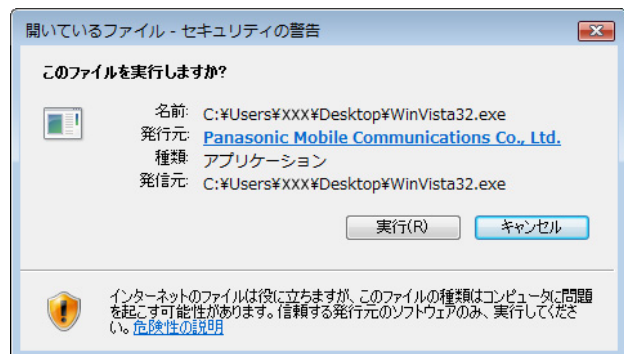 開いているファイル - セキュリティの警告
このファイルを実行しますか?
名前: C:¥Users¥XXX¥Desktop¥WinVista32.exe
発行元: Panasonic Mobile Communications Co., Ltd.
種類: アプリケーション
発信元: C:¥Users¥XXX¥Desktop¥WinVista32.exe
実行(R) キャンセル
インターネットのファイルは役に立ちますが、このファイルの種類はコンピュータに問題
を起こす可能性があります。信頼する発行元のソフトウェアのみ、実行してくださ
い。危険性の説明